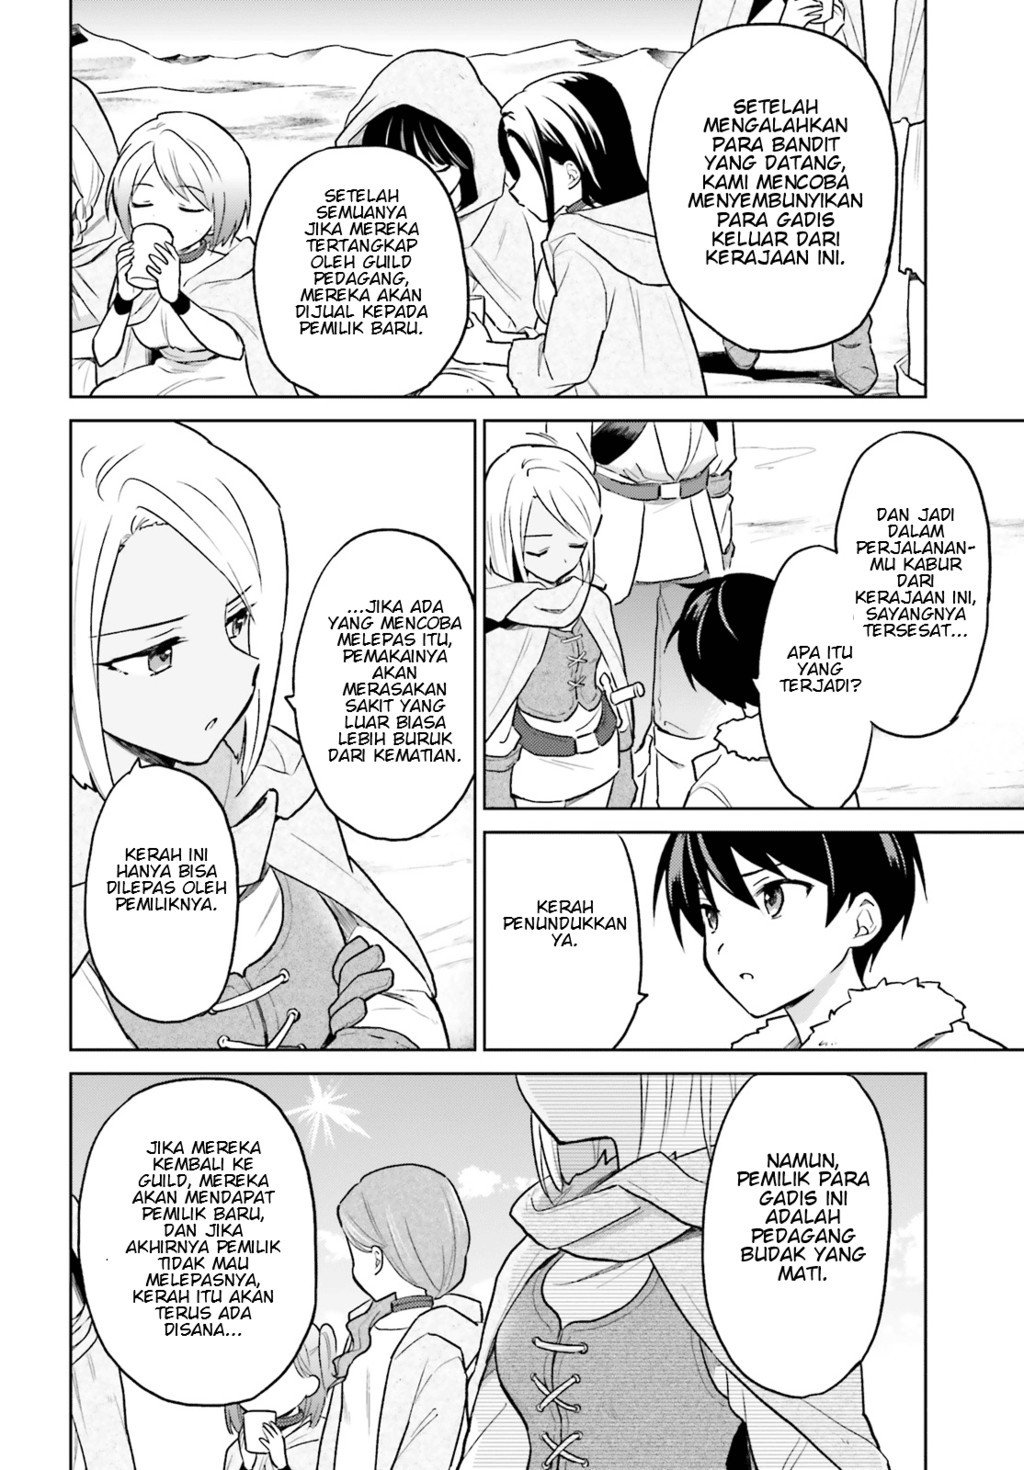 SETELAH
MENGALAHKAN
PARA BANDIT
YANG DATANG,
KAMI MENCOBA
MENYEMBUNYIKAN
PARA GADIS
KELUAR DARI
KERAJAAN INI.
SETELAH
SEMUANYA
JIKA MEREKA
TERTANGKAP
OLEH GUILD
PEDAGANG,
MEREKA AKAN
DIJUAL KEPADA
PEMILIK BARU.
DAN JADI
DALAM
PERJALANAN-
MU KABUR
DARI
KERAJAAN INI,
SAYANGNYA
TERSESAT...
APA ITU
YANG
TERJADI?
...JIKA ADA
YANG MENCOBA
MELEPAS ITU,
PEMAKAINYA
AKAN
MERASAKAN
SAKIT YANG
LUAR BIASA
LEBIH BURUK
DARI KEMATIAN.
KERAH INI
HANYA BISA
DILEPAS OLEH
PEMILIKNYA.
KERAH
PENUNDUKKAN
YA.
NAMUN,
PEMILIK PARA
GADIS INI
ADALAH
PEDAGANG
BUDAK YANG
MATI.
JIKA MEREKA
KEMBALI KE
GUILD, MEREKA
AKAN MENDAPAT
PEMILIK BARU,
DAN JIKA
AKHIRNYA PEMILIK
TIDAK MAU
MELEPASNYA,
KERAH ITU AKAN
TERUS ADA
DISANA...